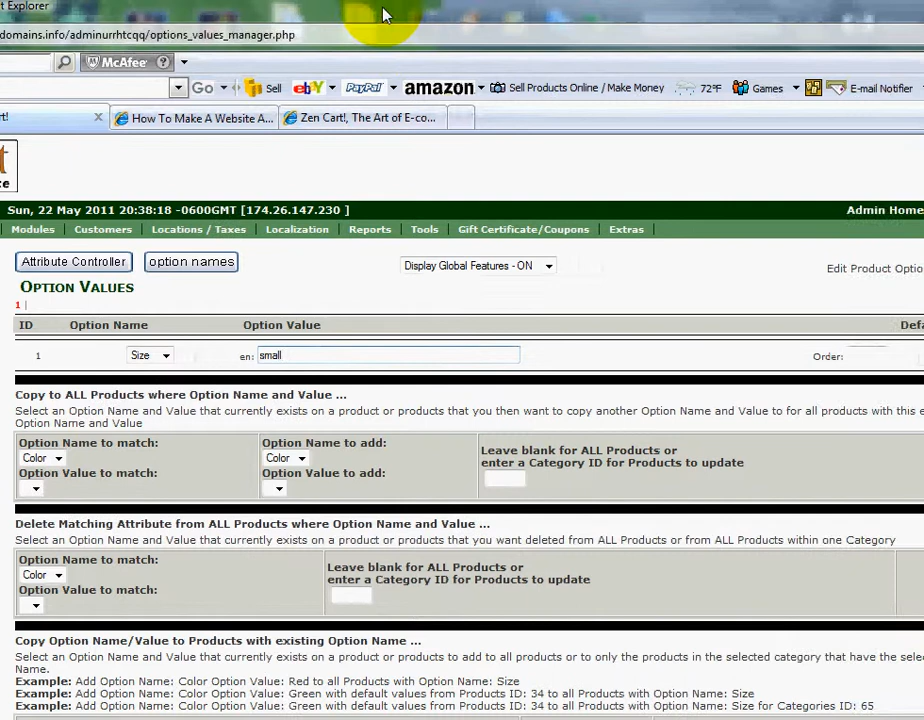 t Explorer
domains.info/adminurrhtcqq/options_values_manager.php
McAfee ?
Go Sell ebY PayPal amazon Sell Products Online / Make Money 72°F Games E-mail Notifier
t! How To Make A Website A... Zen Cart!, The Art of E-co...
t
te
Sun, 22 May 2011 20:38:18 -0600GMT [174.26.147.230 ] Admin Home
Modules Customers Locations / Taxes Localization Reports Tools Gift Certificate/Coupons Extras
Attribute Controller option names Display Global Features - ON Edit Product Optio
OPTION VALUES
1 |
ID Option Name Option Value Defa
1 Size en: small Order:
Copy to ALL Products where Option Name and Value ...
Select an Option Name and Value that currently exists on a product or products that you then want to copy another Option Name and Value to for all products with this e
Option Name and Value
Option Name to match: Option Name to add: Leave blank for ALL Products or
Color Color enter a Category ID for Products to update
Option Value to match: Option Value to add:
Delete Matching Attribute from ALL Products where Option Name and Value ...
Select an Option Name and Value that currently exists on a product or products that you want deleted from ALL Products or from ALL Products within one Category
Option Name to match: Leave blank for ALL Products or
Color enter a Category ID for Products to update
Option Value to match:
Copy Option Name/Value to Products with existing Option Name ...
Select an Option Name and Value that currently exists on a product or products to add to all products or to only the products in the selected category that have the sele
Name.
Example: Add Option Name: Color Option Value: Red to all Products with Option Name: Size
Example: Add Option Name: Color Option Value: Green with default values from Products ID: 34 to all Products with Option Name: Size
Example: Add Option Name: Color Option Value: Green with default values from Products ID: 34 to all Products with Option Name: Size for Categories ID: 65